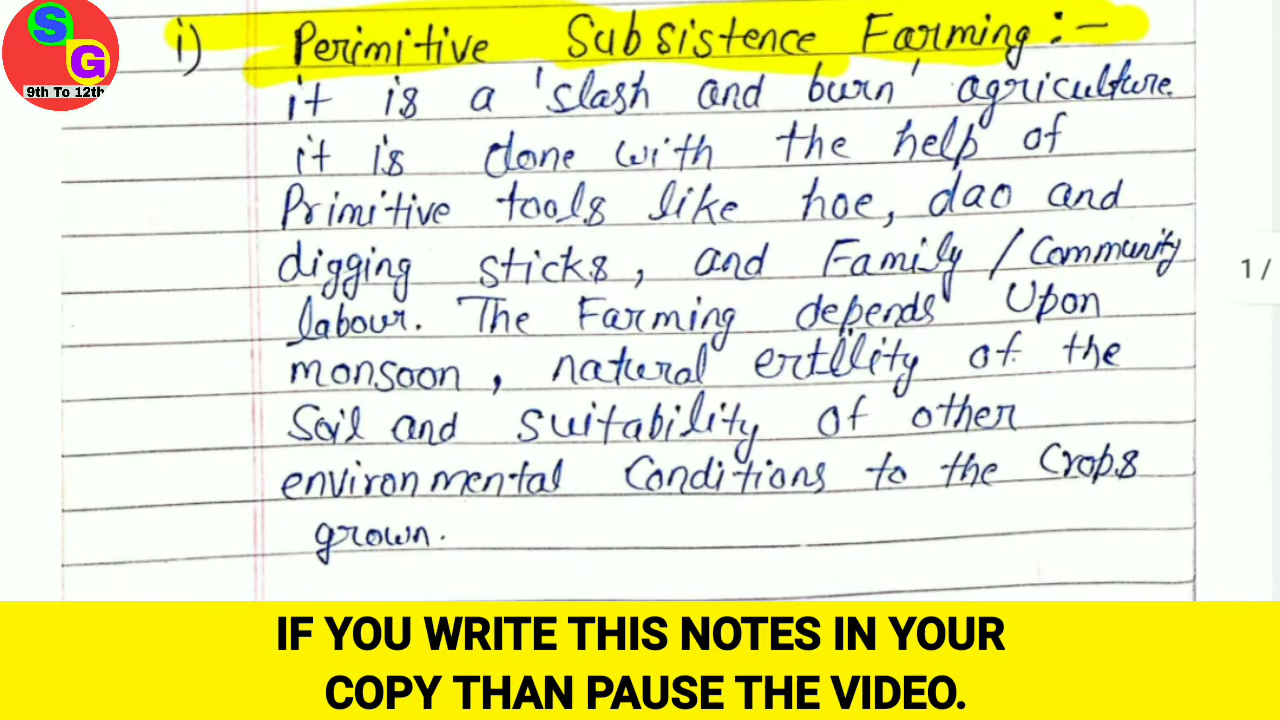 S
G
9th To 12th
i) Perimitive Subsistence Farming :-
it is a 'slash and burn' agriculture.
it is done with the help of
Primitive tools like hoe, dao and
digging sticks, and Family / Community
labour. The Farming depends Upon
monsoon, natural ertility of the
Soil and suitability of other
environmental Conditions to the Crops
grown.
1 /
IF YOU WRITE THIS NOTES IN YOUR
COPY THAN PAUSE THE VIDEO.